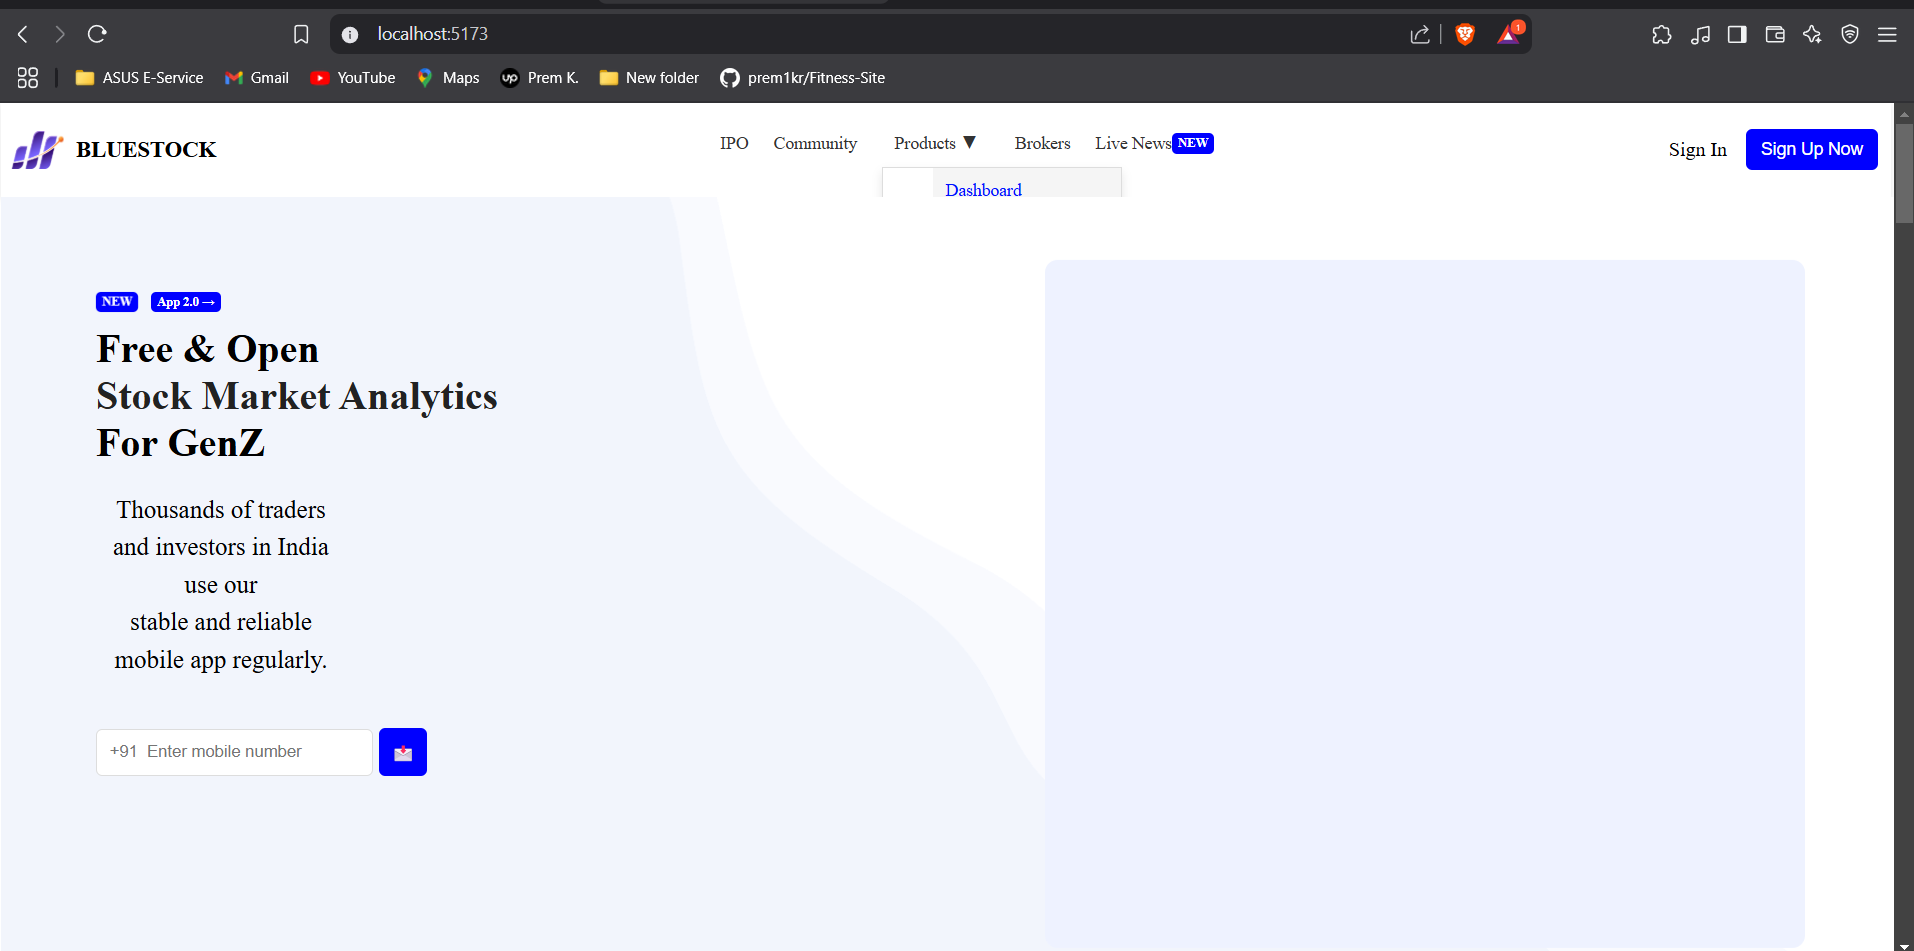 localhost:5173
1
ASUS E-Service
Gmail
YouTube
Maps
up
Prem K.
New folder
prem1kr/Fitness-Site
BLUESTOCK
IPO
Community
Products ▼
Brokers
Live News NEW
Sign In
Sign Up Now
Dashboard
NEW
App 2.0 →
Free & Open
Stock Market Analytics
For GenZ
Thousands of traders
and investors in India
use our
stable and reliable
mobile app regularly.
+91 Enter mobile number